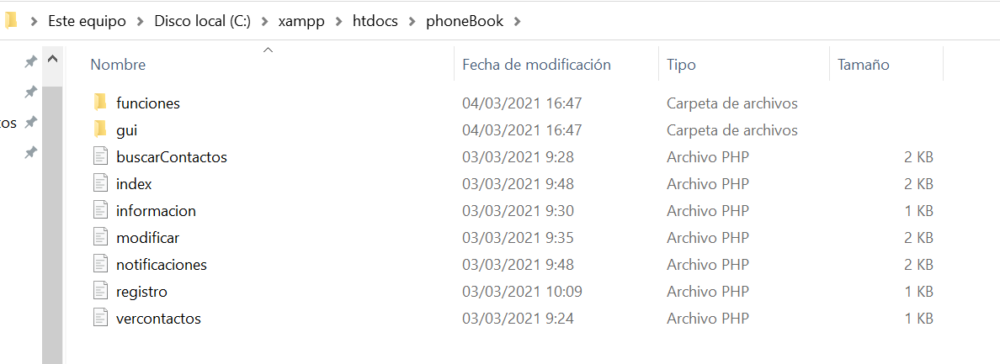 Este equipo > Disco local (C:) > xampp > htdocs > phoneBook >
Nombre Fecha de modificación Tipo Tamaño
funciones 04/03/2021 16:47 Carpeta de archivos
gui 04/03/2021 16:47 Carpeta de archivos
buscarContactos 03/03/2021 9:28 Archivo PHP 2 KB
index 03/03/2021 9:48 Archivo PHP 2 KB
informacion 03/03/2021 9:30 Archivo PHP 1 KB
modificar 03/03/2021 9:35 Archivo PHP 2 KB
notificaciones 03/03/2021 9:48 Archivo PHP 2 KB
registro 03/03/2021 10:09 Archivo PHP 1 KB
vercontactos 03/03/2021 9:24 Archivo PHP 1 KB